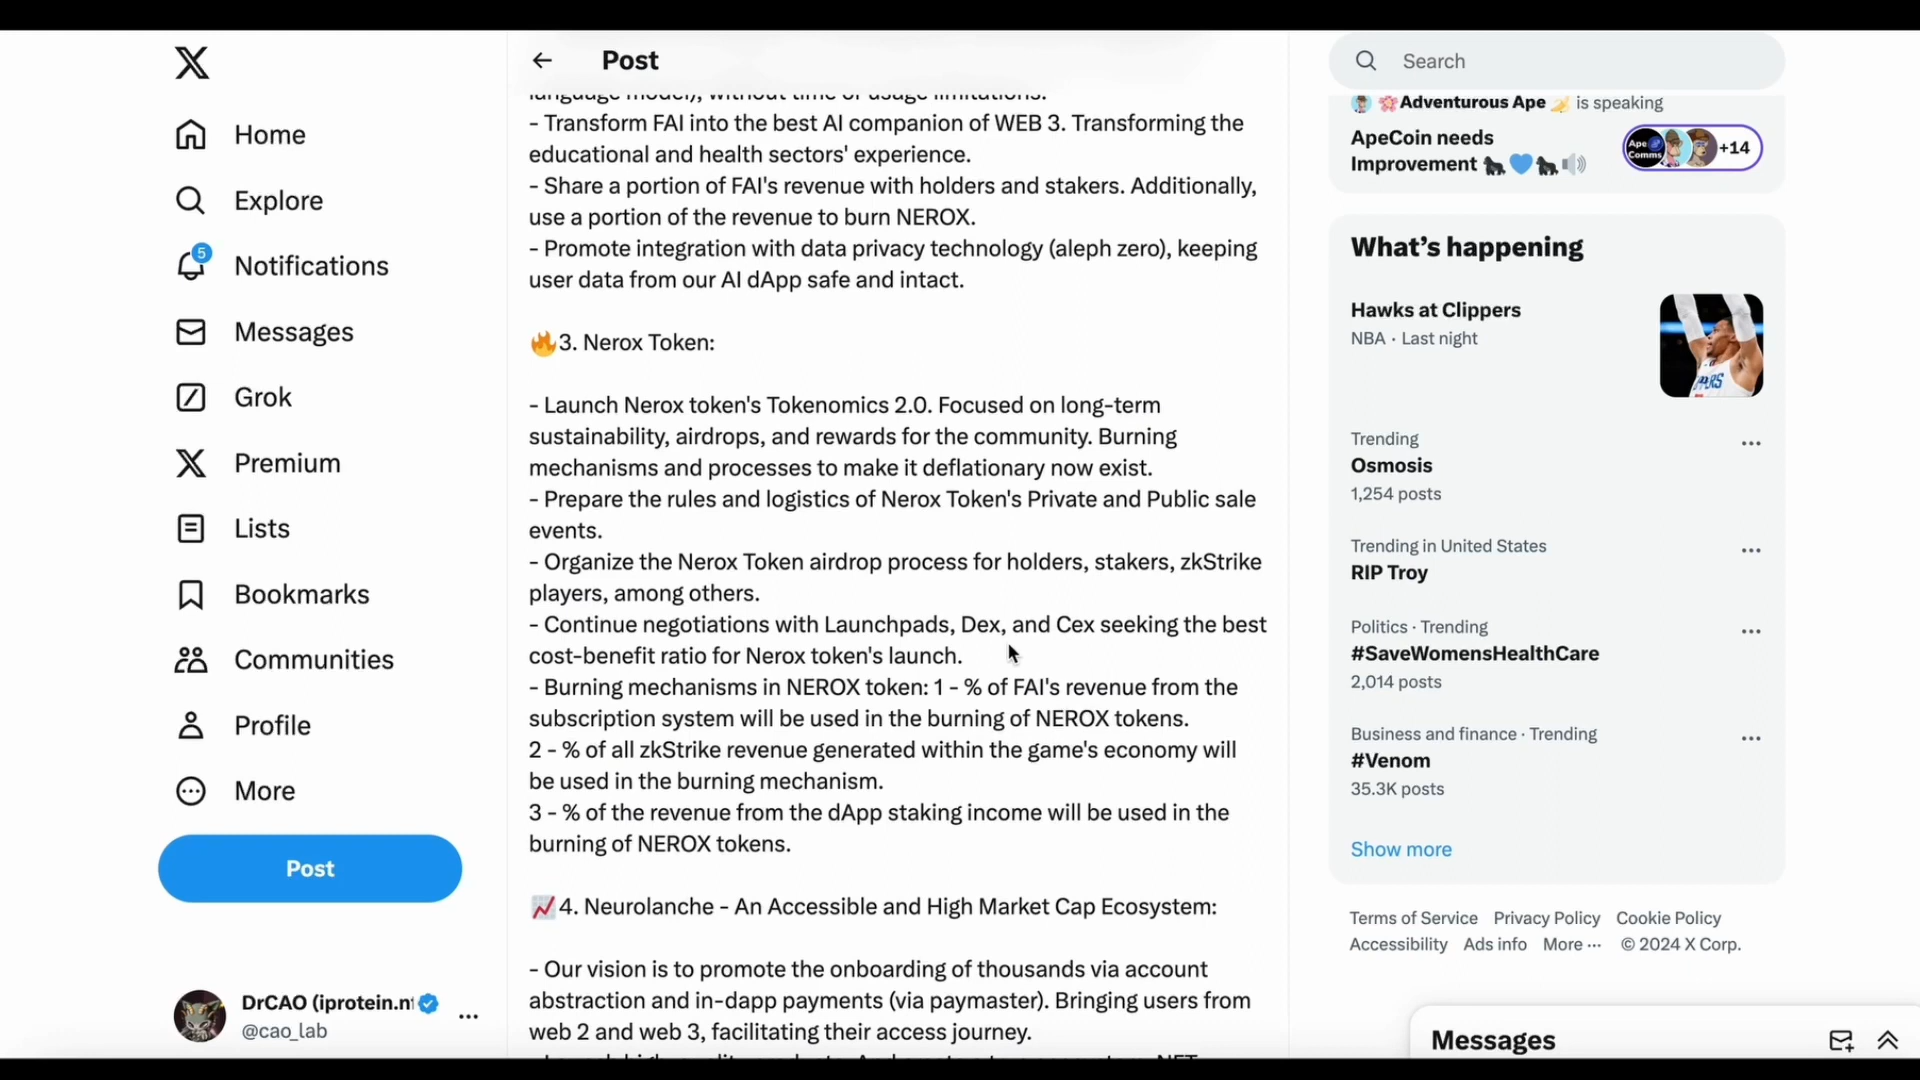 Home
Explore
5
Notifications
Messages
Grok
Premium
Lists
Bookmarks
Communities
Profile
More
Post
DrCAO (iprotein.n
@cao_lab
Post
language model), without time or usage limitations.
- Transform FAI into the best AI companion of WEB 3. Transforming the
educational and health sectors' experience.
- Share a portion of FAI's revenue with holders and stakers. Additionally,
use a portion of the revenue to burn NEROX.
- Promote integration with data privacy technology (aleph zero), keeping
user data from our AI dApp safe and intact.
🔥3. Nerox Token:
- Launch Nerox token's Tokenomics 2.0. Focused on long-term
sustainability, airdrops, and rewards for the community. Burning
mechanisms and processes to make it deflationary now exist.
- Prepare the rules and logistics of Nerox Token's Private and Public sale
events.
- Organize the Nerox Token airdrop process for holders, stakers, zkStrike
players, among others.
- Continue negotiations with Launchpads, Dex, and Cex seeking the best
cost-benefit ratio for Nerox token's launch.
- Burning mechanisms in NEROX token: 1 - % of FAI's revenue from the
subscription system will be used in the burning of NEROX tokens.
2 - % of all zkStrike revenue generated within the game's economy will
be used in the burning mechanism.
3 - % of the revenue from the dApp staking income will be used in the
burning of NEROX tokens.
📈4. Neurolanche - An Accessible and High Market Cap Ecosystem:
- Our vision is to promote the onboarding of thousands via account
abstraction and in-dapp payments (via paymaster). Bringing users from
web 2 and web 3, facilitating their access journey.
Search
🌸Adventurous Ape🍌 is speaking
ApeCoin needs
Improvement 🦍💙🦍🔊
Ape
Comms
+14
What's happening
Hawks at Clippers
NBA · Last night
Trending
Osmosis
1,254 posts
Trending in United States
RIP Troy
Politics · Trending
#SaveWomensHealthCare
2,014 posts
Business and finance · Trending
#Venom
35.3K posts
Show more
Terms of Service Privacy Policy Cookie Policy
Accessibility Ads info More ··· © 2024 X Corp.
Messages